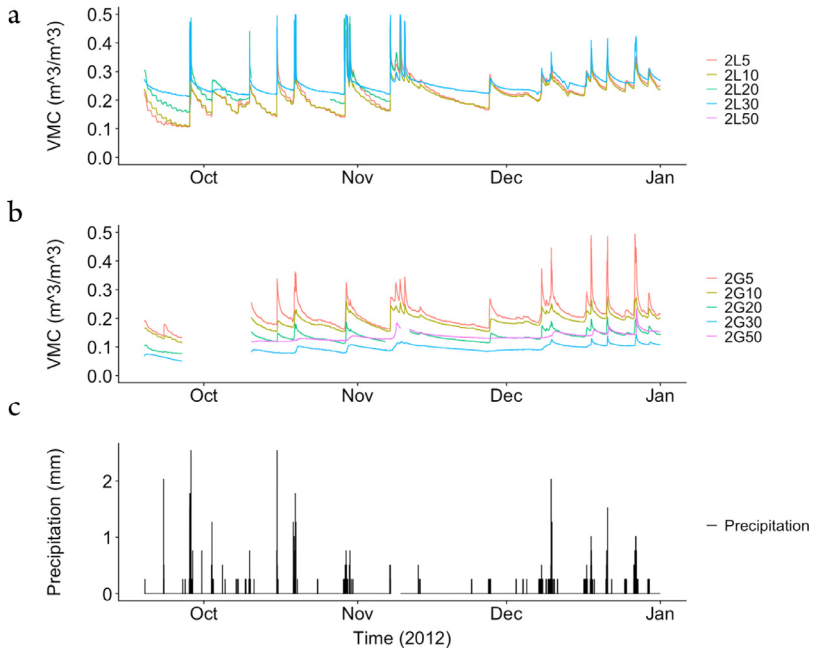 a
VMC (m^3/m^3)
0.5
0.4
0.3
0.2
0.1
0.0
Oct
Nov
Dec
Jan
2L5
2L10
2L20
2L30
2L50
b
VMC (m^3/m^3)
0.5
0.4
0.3
0.2
0.1
0.0
Oct
Nov
Dec
Jan
2G5
2G10
2G20
2G30
2G50
c
Precipitation (mm)
2
1
0
Oct
Nov
Dec
Jan
Time (2012)
Precipitation